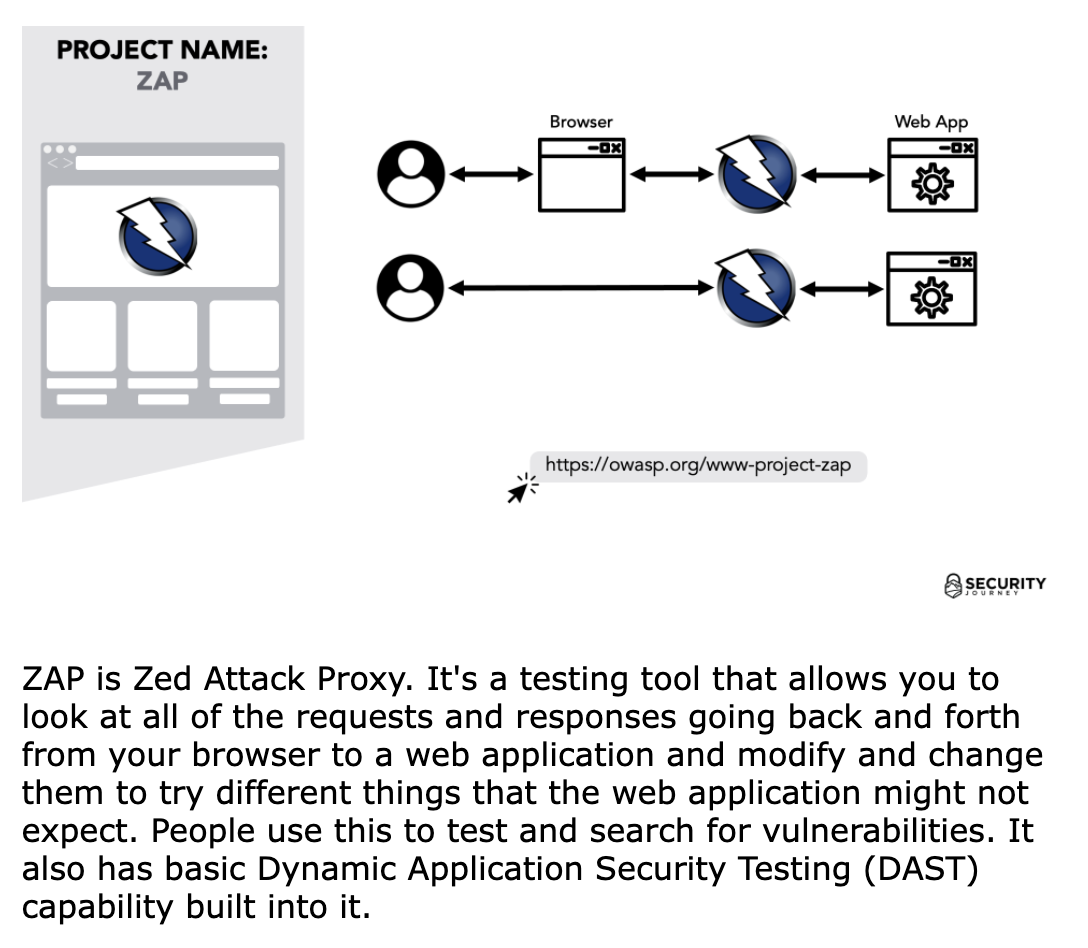 PROJECT NAME:
ZAP
Browser
Web App
https://owasp.org/www-project-zap
SECURITY
JOURNEY
ZAP is Zed Attack Proxy. It's a testing tool that allows you to
look at all of the requests and responses going back and forth
from your browser to a web application and modify and change
them to try different things that the web application might not
expect. People use this to test and search for vulnerabilities. It
also has basic Dynamic Application Security Testing (DAST)
capability built into it.